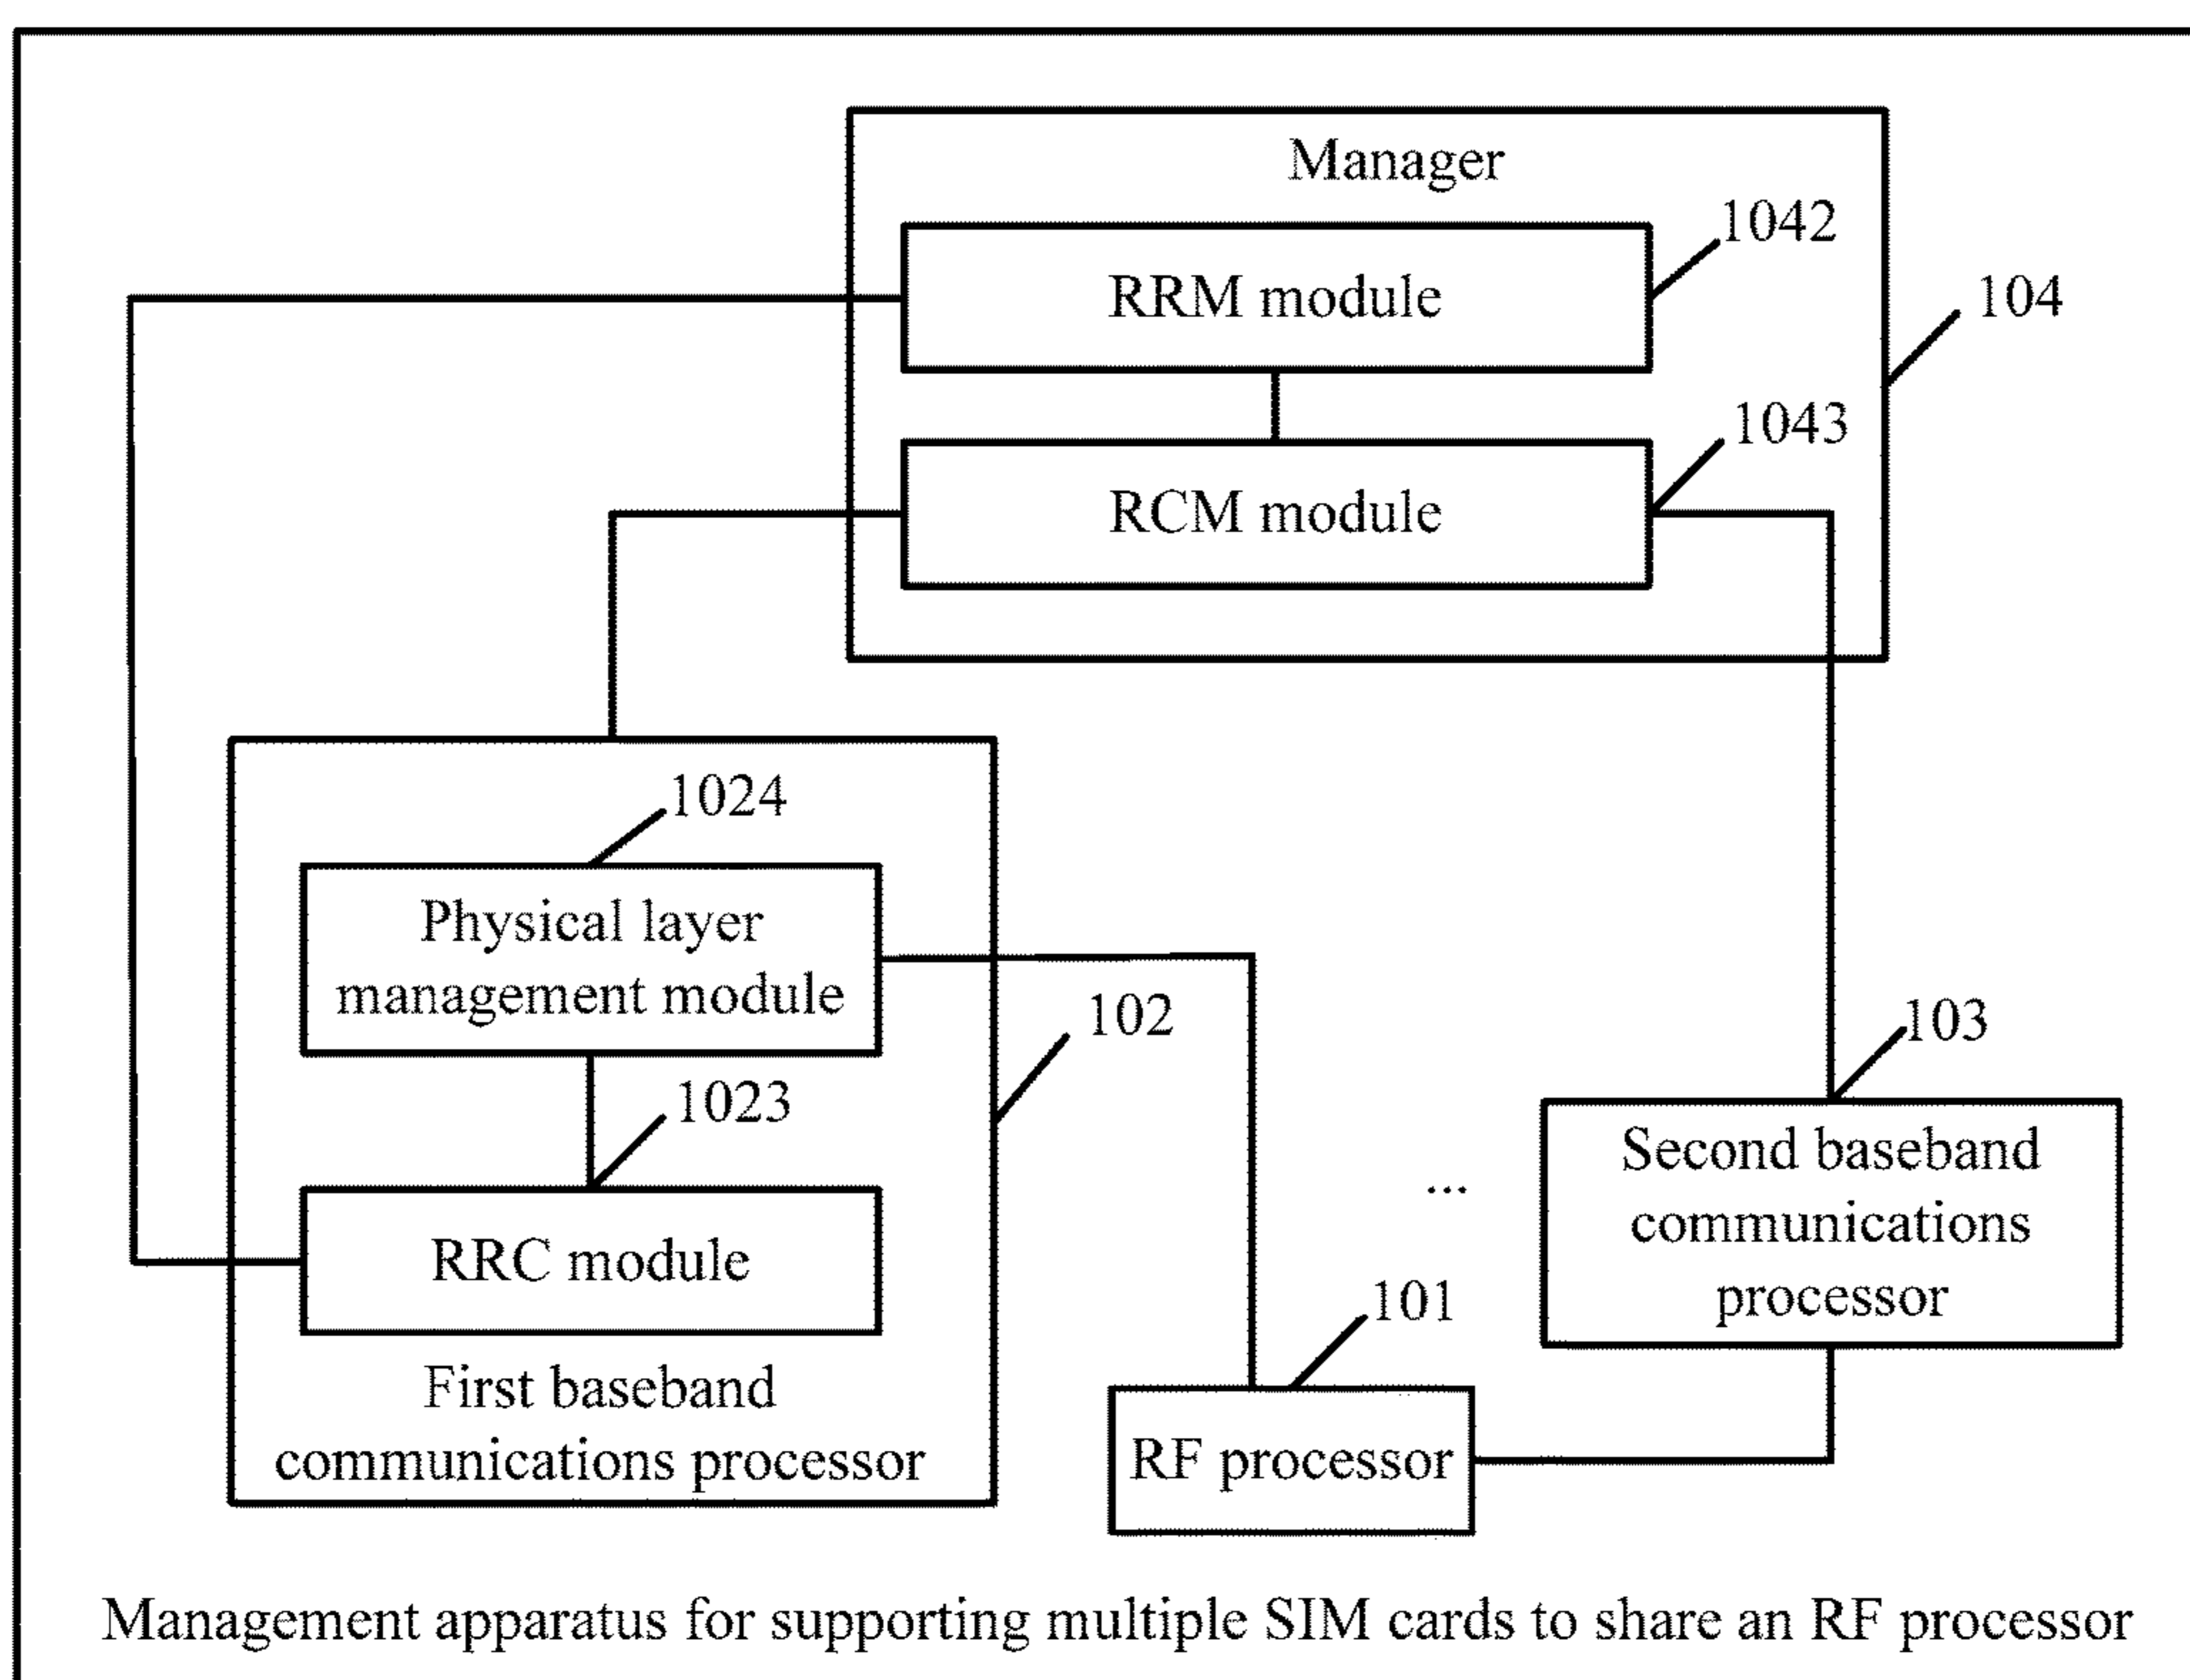 Manager
1042
RRM module
104
1043
RCM module
1024
Physical layer
management module
102
103
1023
Second baseband
communications
processor
...
RRC module
101
First baseband
communications processor
RF processor
Management apparatus for supporting multiple SIM cards to share an RF processor